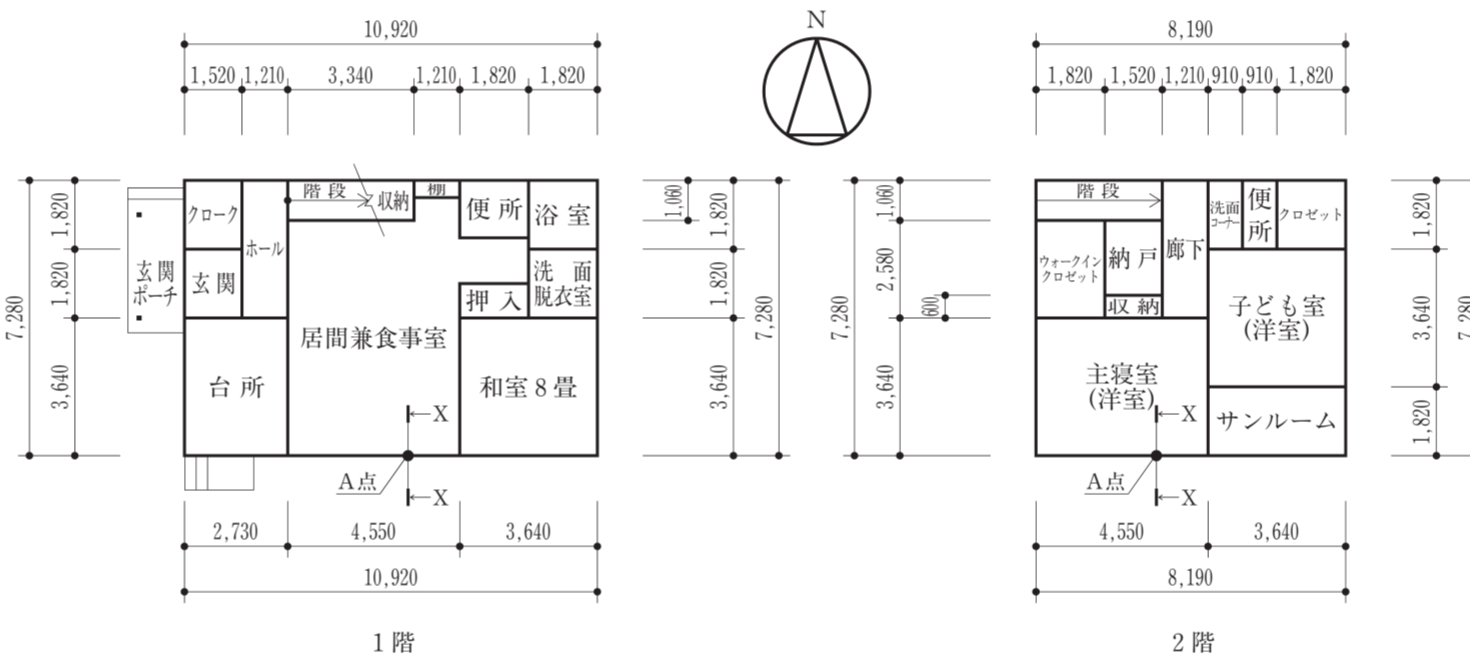 10,920
1,520 1,210 3,340 1,210 1,820 1,820
N
8,190
1,820 1,520 1,210 910 910 1,820
7,280
1,820
1,820
3,640
玄関
ポーチ
クローク
ホール
玄関
台所
階段
収納
棚
便所
浴室
洗面
脱衣室
押入
居間兼食事室
和室8畳
X
A点
X
1,060
1,820
1,820
3,640
7,280
2,730 4,550 3,640
10,920
1階
7,280
1,060
2,580
600
3,640
階段
ウォークイン
クロゼット
納戸
収納
廊下
洗面
コーナー
便所
クロゼット
子ども室
(洋室)
主寝室
(洋室)
サンルーム
X
A点
X
1,820
3,640
1,820
7,280
4,550 3,640
8,190
2階